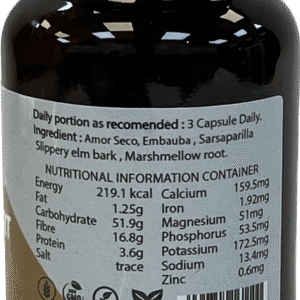 Daily portion as recomended : 3 Capsule Daily.
Ingredient : Amor Seco, Embauba , Sarsaparilla
Slippery elm bark , Marshmellow root.
NUTRITIONAL INFORMATION CONTAINER
Energy 219.1 kcal Calcium 159.5mg
Fat 1.25g Iron 1.92mg
Carbohydrate 51.9g Magnesium 51mg
Fibre 16.8g Phosphorus 53.5mg
Protein 3.6g Potassium 172.5mg
Salt trace Sodium 13.4mg
Zinc 0.6mg